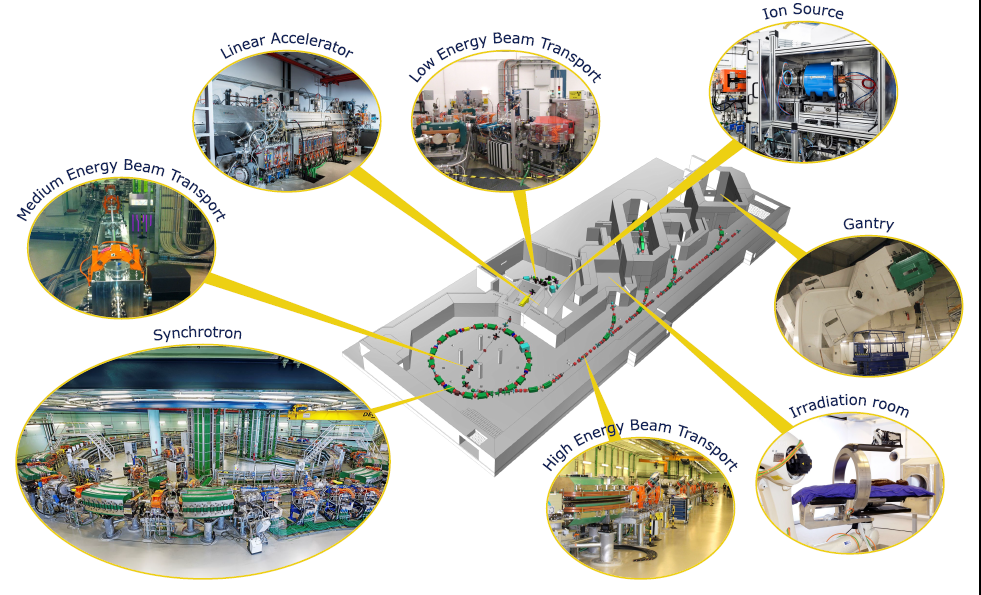 Ion Source
Linear Accelerator
Low Energy Beam Transport
Medium Energy Beam Transport
Gantry
Synchrotron
Irradiation room
High Energy Beam Transport